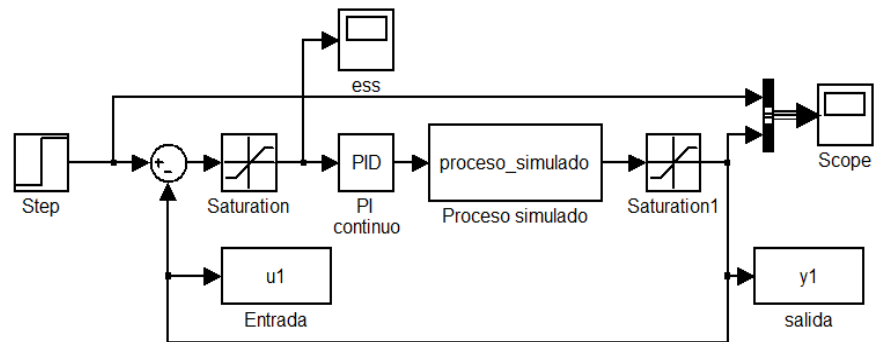 ess
Step
+
-
Saturation
PID
PI
continuo
proceso_simulado
Proceso simulado
Saturation1
Scope
u1
Entrada
y1
salida